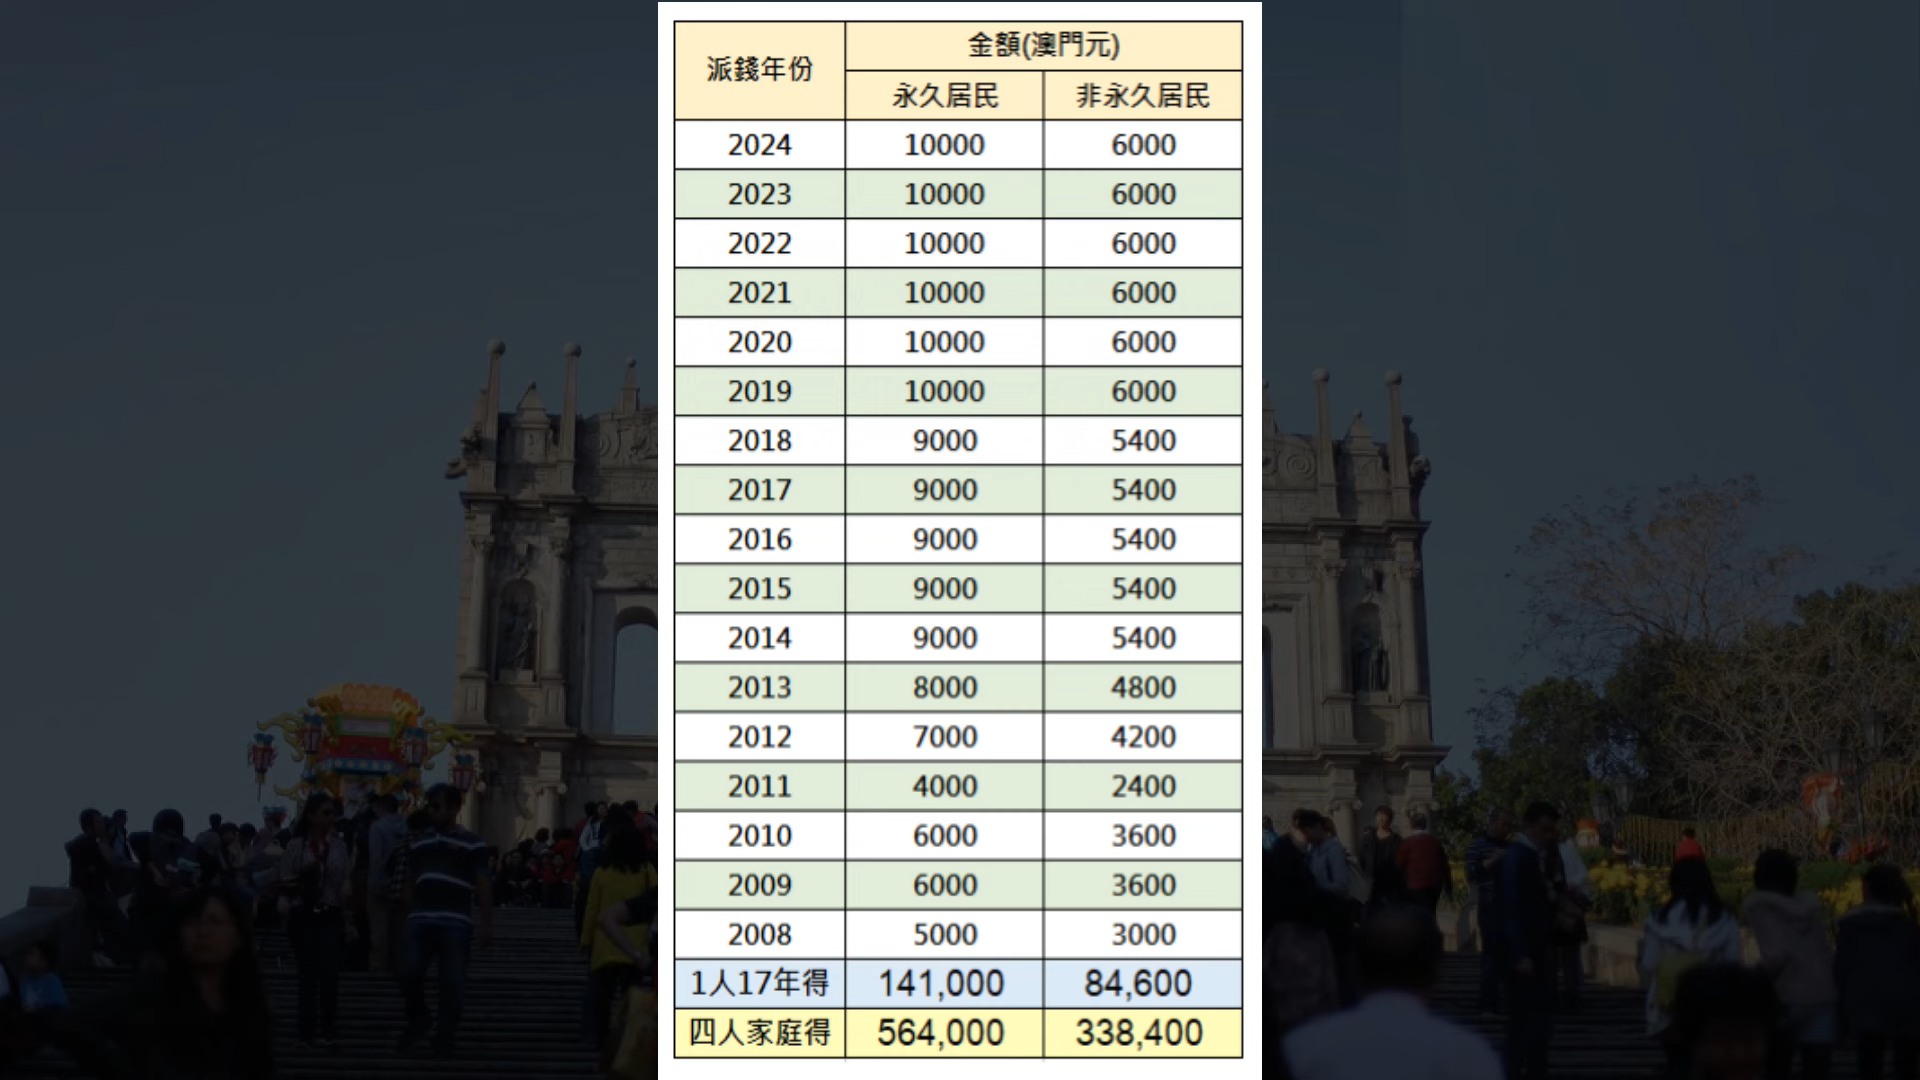 派錢年份 金額(澳門元)
永久居民 非永久居民
2024 10000 6000
2023 10000 6000
2022 10000 6000
2021 10000 6000
2020 10000 6000
2019 10000 6000
2018 9000 5400
2017 9000 5400
2016 9000 5400
2015 9000 5400
2014 9000 5400
2013 8000 4800
2012 7000 4200
2011 4000 2400
2010 6000 3600
2009 6000 3600
2008 5000 3000
1人17年得 141,000 84,600
四人家庭得 564,000 338,400